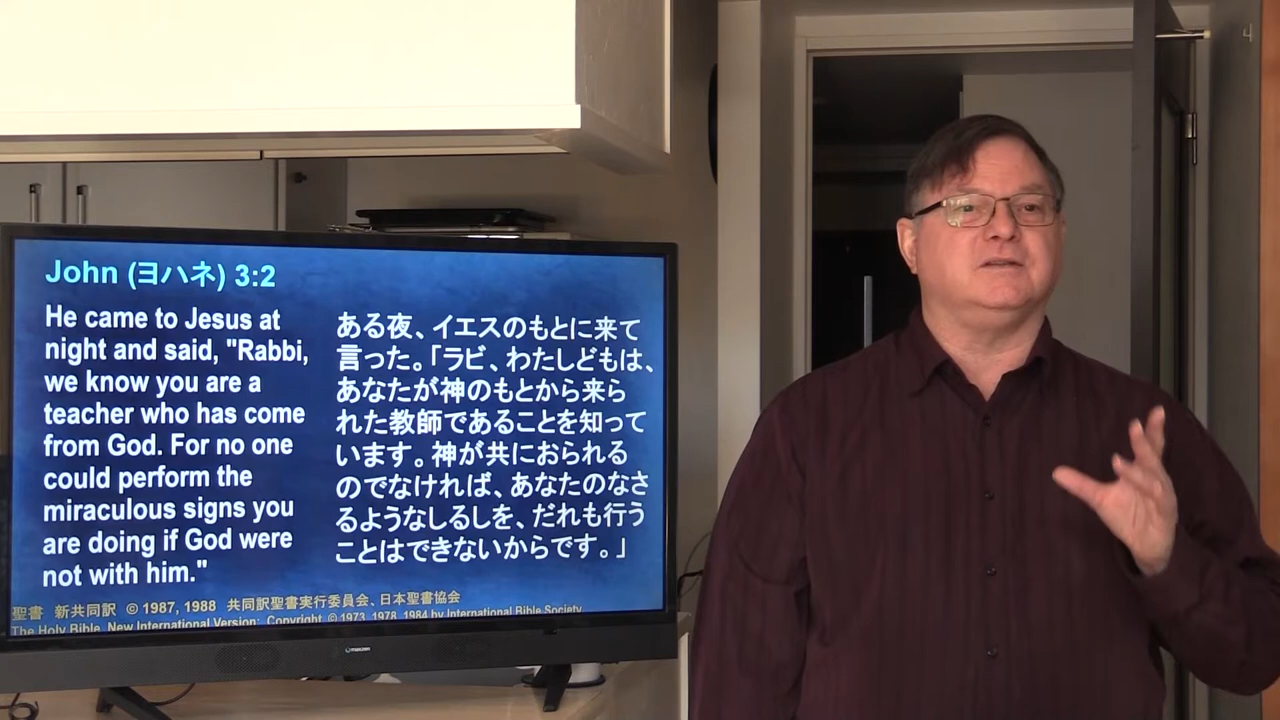 John (ヨハネ) 3:2
He came to Jesus at
night and said, "Rabbi,
we know you are a
teacher who has come
from God. For no one
could perform the
miraculous signs you
are doing if God were
not with him."
ある夜、イエスのもとに来て
言った。「ラビ、わたしどもは、
あなたが神のもとから来ら
れた教師であることを知って
います。神が共におられる
のでなければ、あなたのなさ
るようなしるしを、だれも行う
ことはできないからです。」
聖書 新共同訳 © 1987, 1988 共同訳聖書実行委員会、日本聖書協会
The Holy Bible, New International Version; Copyright © 1973, 1978, 1984 by International Bible Society